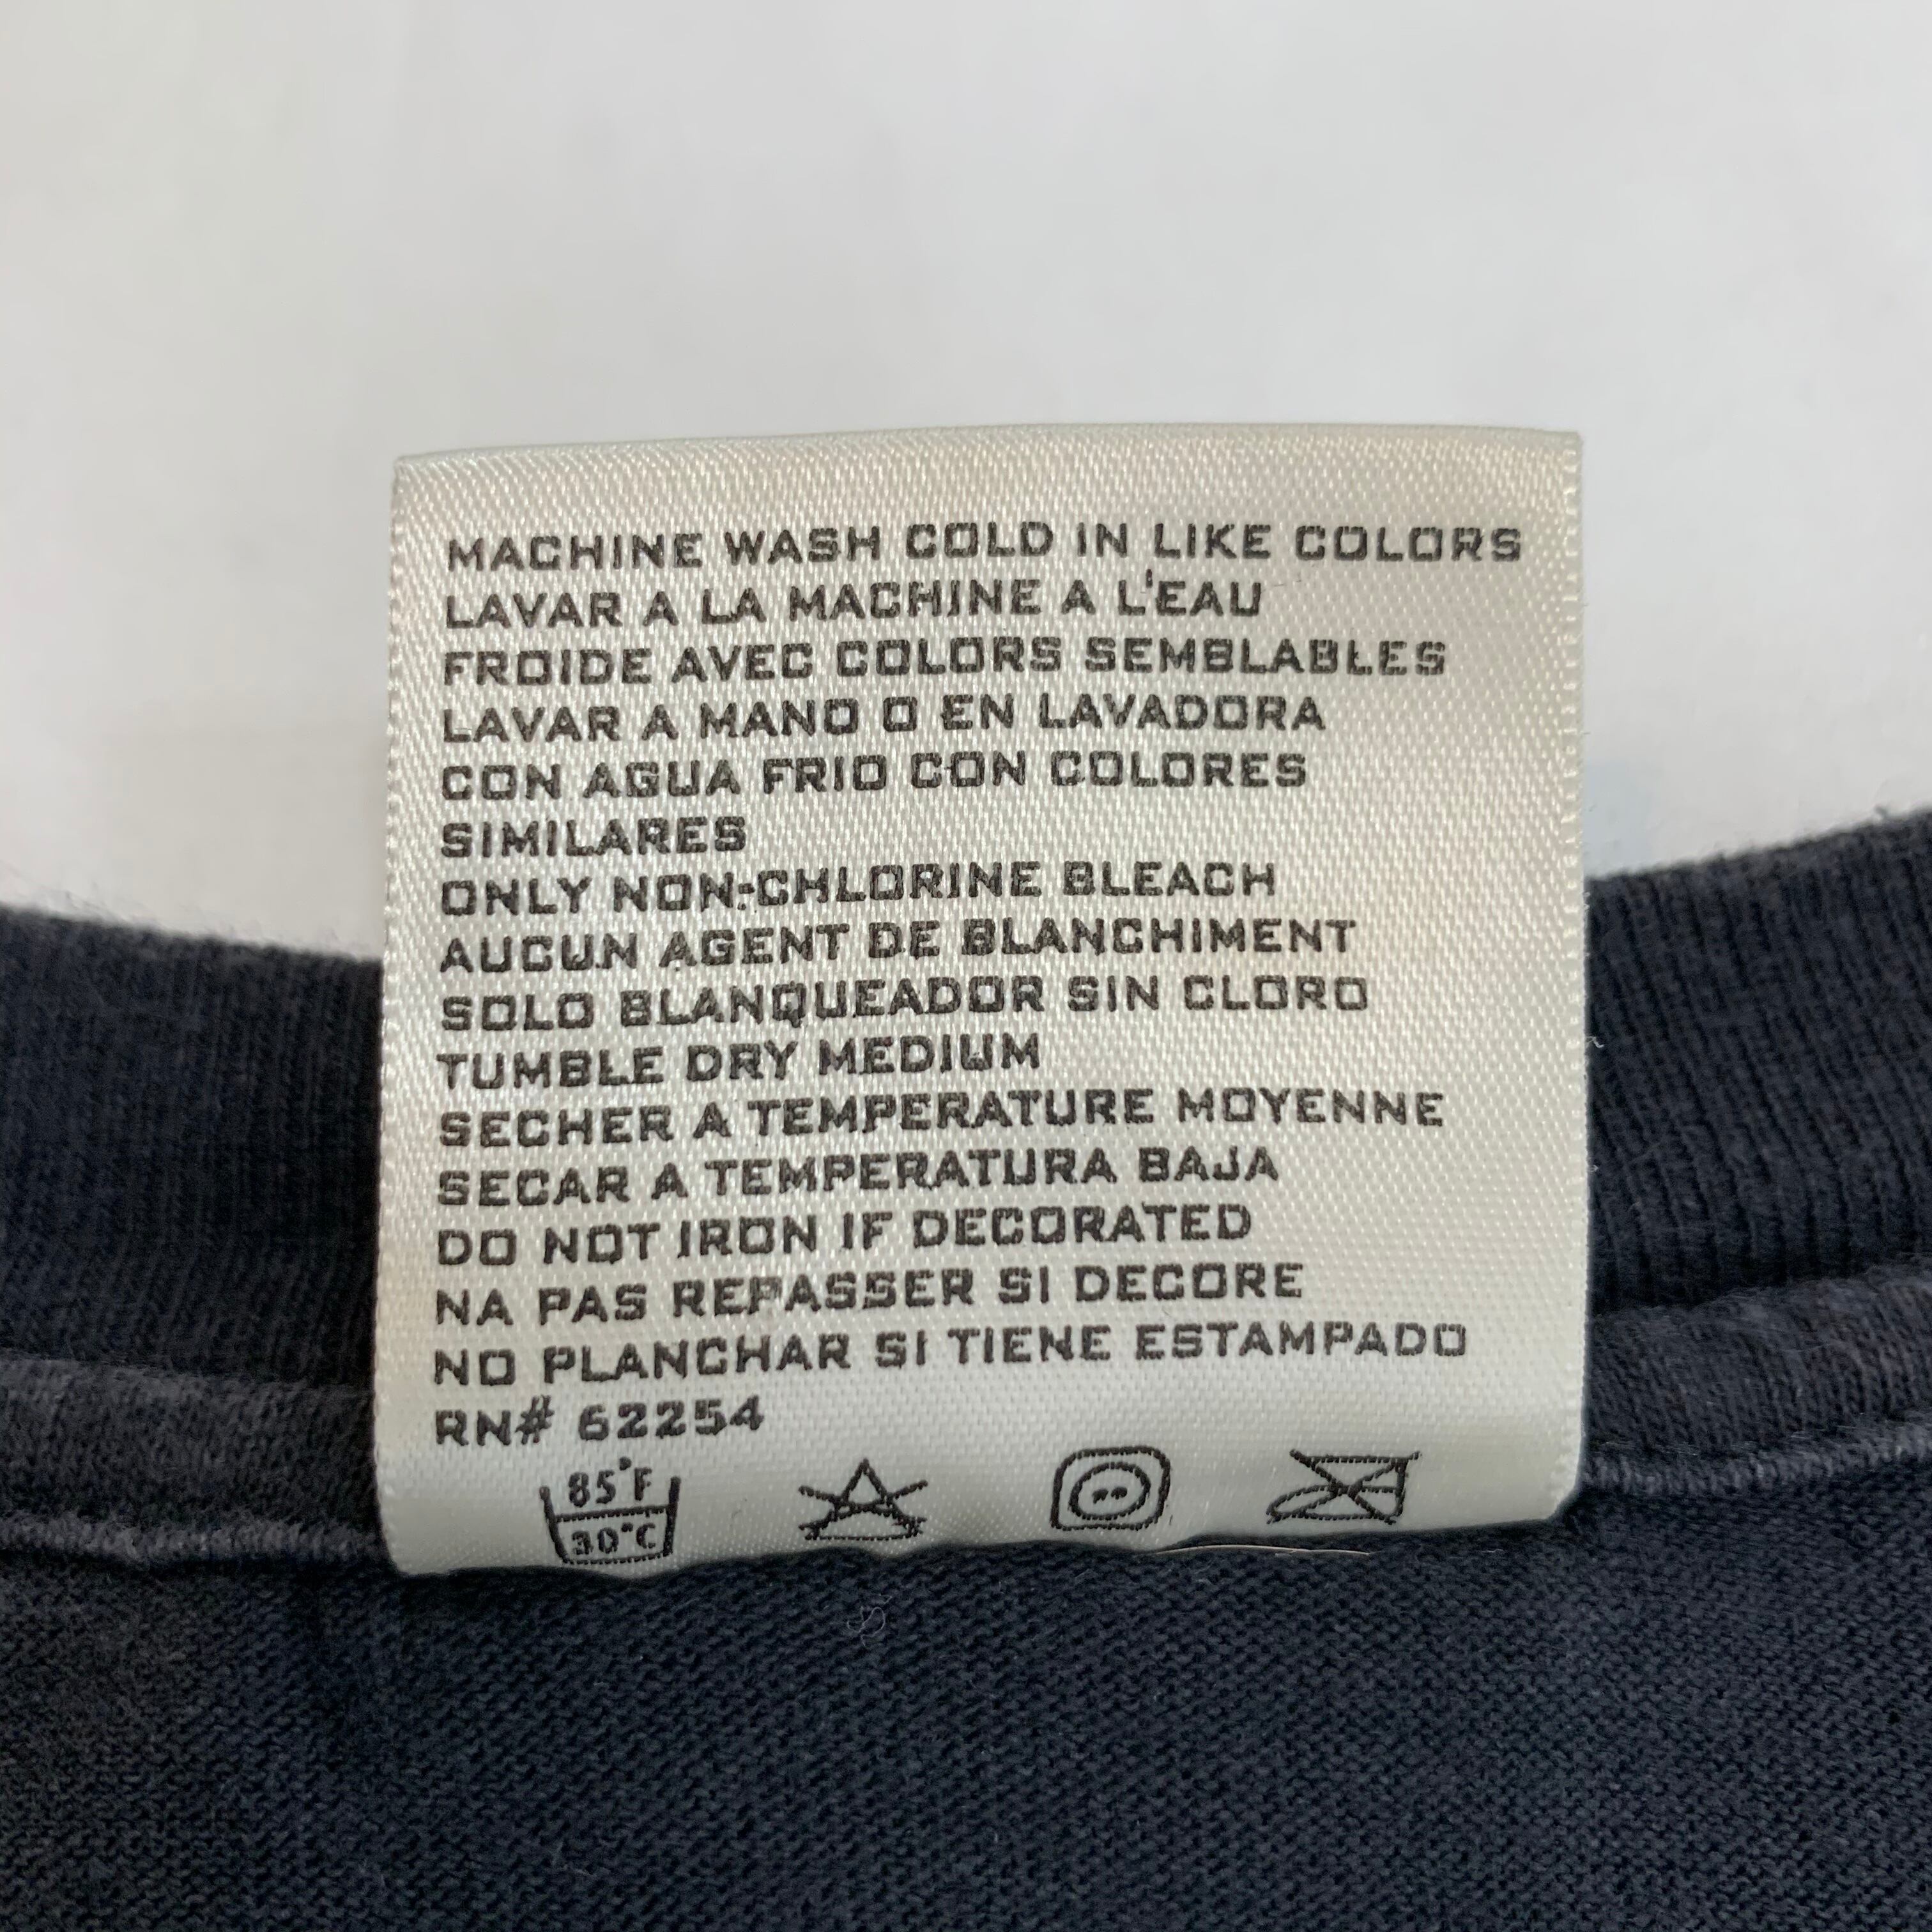 MACHINE WASH COLD IN LIKE COLORS
LAVAR A LA MACHINE A L'EAU
FROIDE AVEC COLORS SEMBLABLES
LAVAR A MANO O EN LAVADORA
CON AGUA FRIO CON COLORES
SIMILARES
ONLY NON-CHLORINE BLEACH
AUCUN AGENT DE BLANCHIMENT
SOLO BLANQUEADOR SIN CLORO
TUMBLE DRY MEDIUM
SECHER A TEMPERATURE MOYENNE
SECAR A TEMPERATURA BAJA
DO NOT IRON IF DECORATED
NA PAS REPASSER SI DECORE
NO PLANCHAR SI TIENE ESTAMPADO
RN# 62254
85°F
30°C